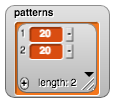 patterns
1 20 -
2 20 -
+ length: 2